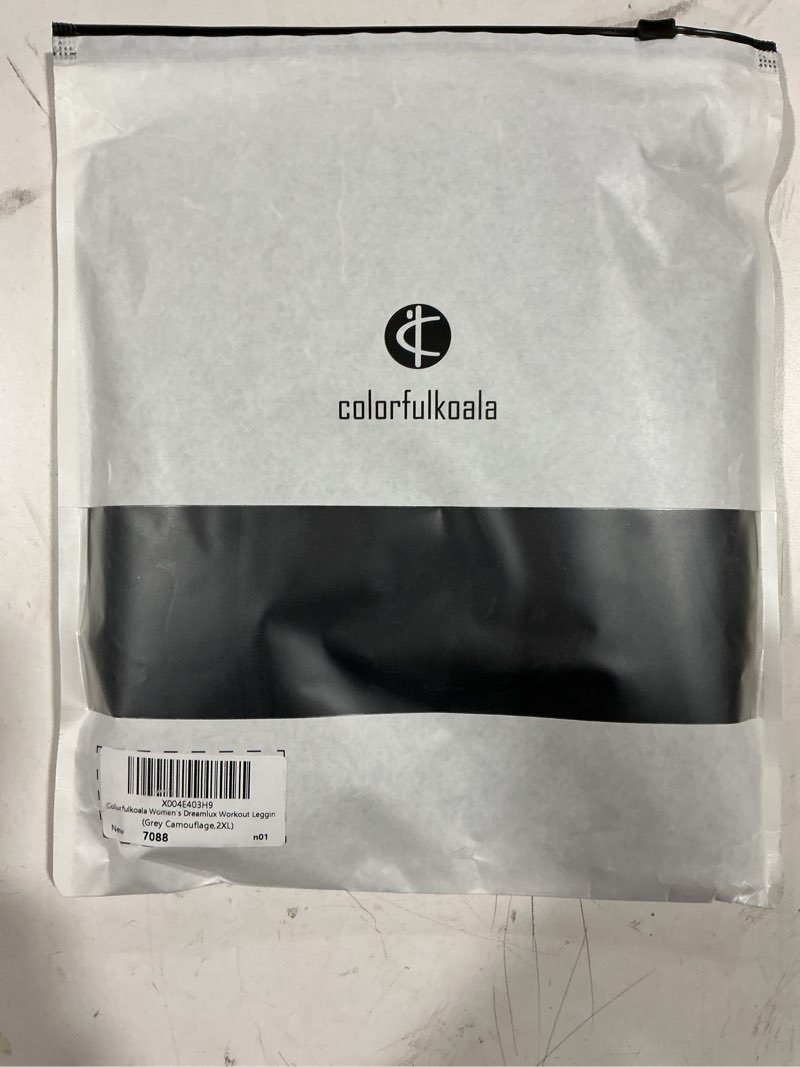 colorfulkoala
X004E403H9
Colorfulkoala Women's Dreamlux Workout Leggin
(Grey Camouflage,2XL)
New
7088 n01